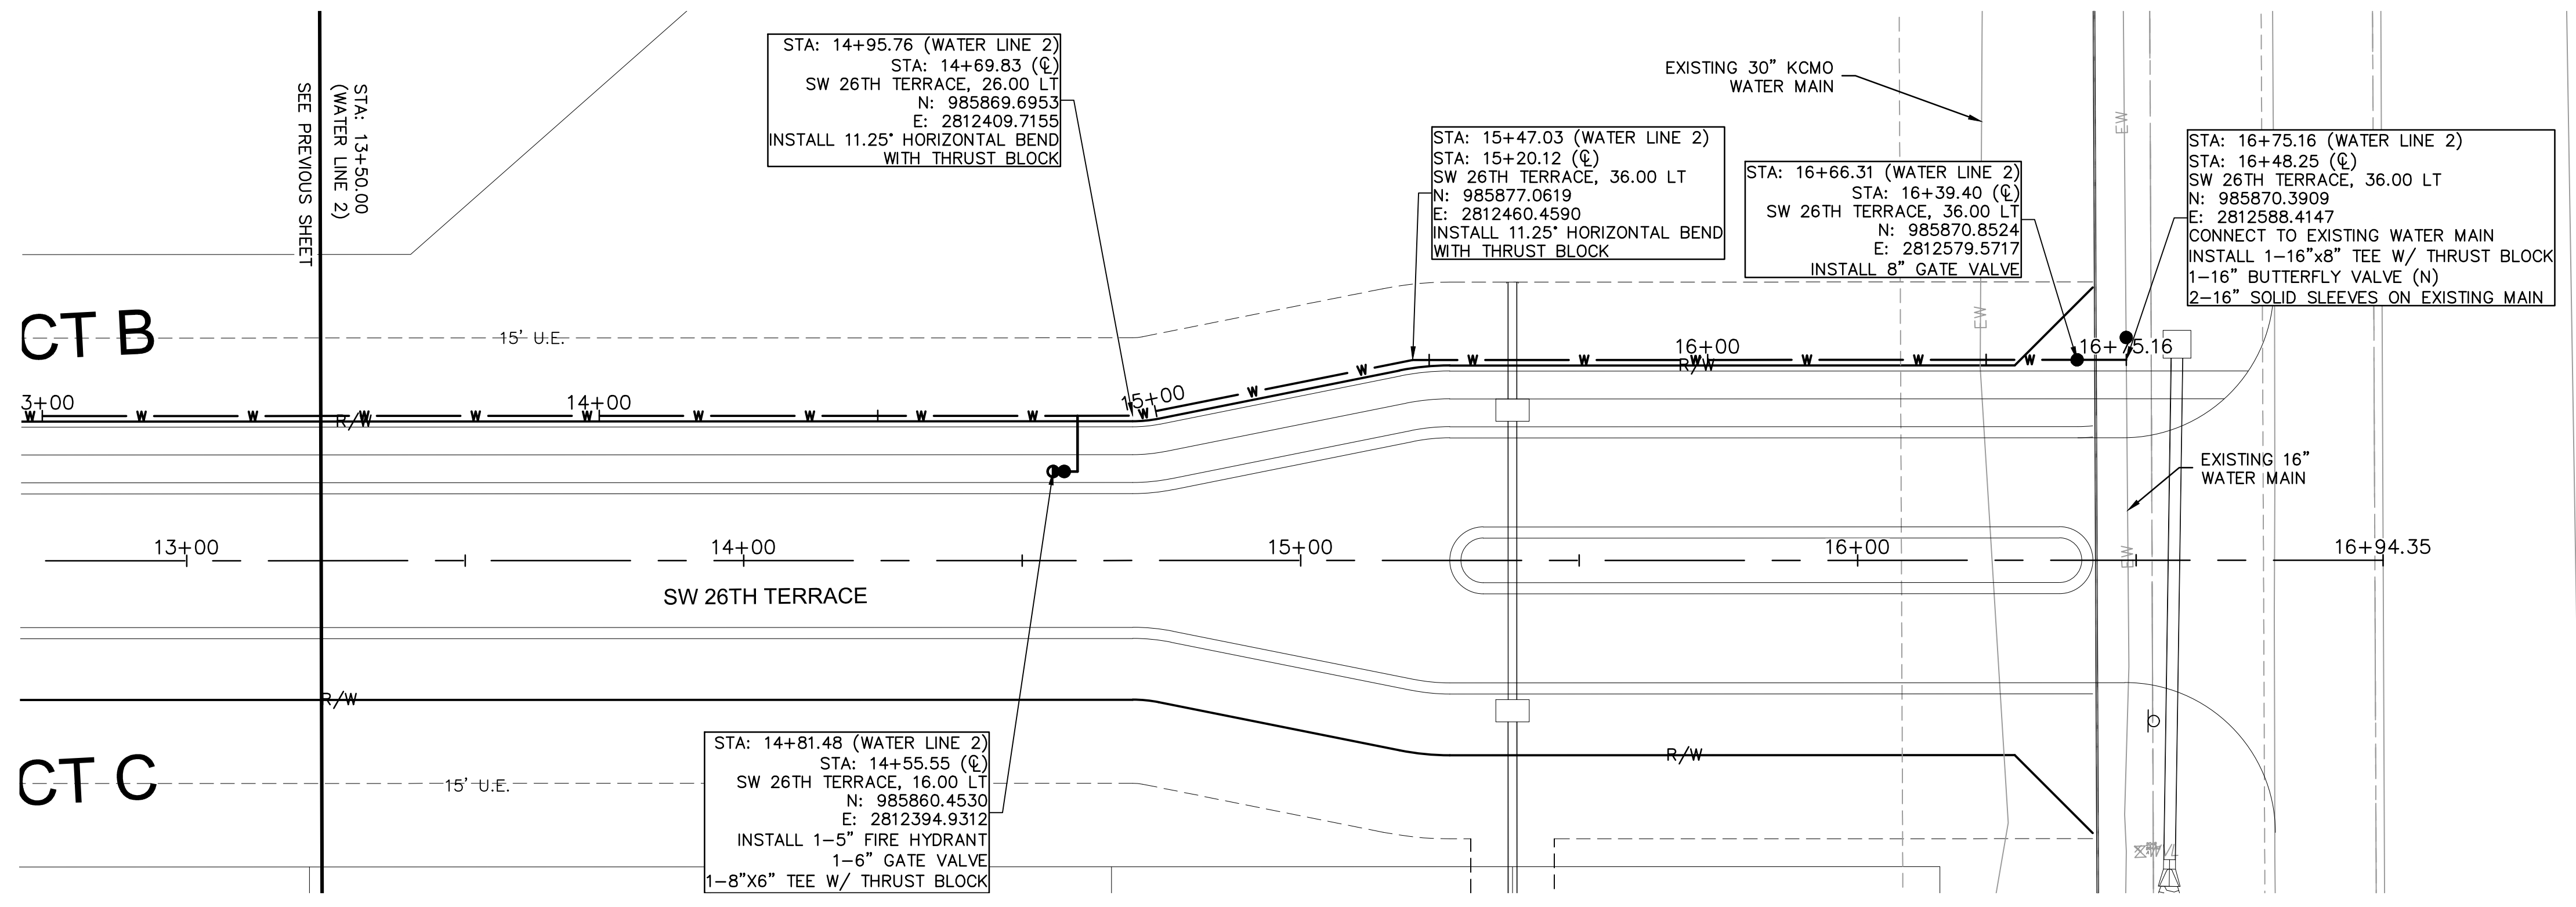 STA: 13+50.00
(WATER LINE 2)
SEE PREVIOUS SHEET
STA: 14+95.76 (WATER LINE 2)
STA: 14+69.83 (℄)
SW 26TH TERRACE, 26.00 LT
N: 985869.6953
E: 2812409.7155
INSTALL 11.25° HORIZONTAL BEND
WITH THRUST BLOCK
EXISTING 30” KCMO
WATER MAIN
STA: 15+47.03 (WATER LINE 2)
STA: 15+20.12 (℄)
SW 26TH TERRACE, 36.00 LT
N: 985877.0619
E: 2812460.4590
INSTALL 11.25° HORIZONTAL BEND
WITH THRUST BLOCK
STA: 16+66.31 (WATER LINE 2)
STA: 16+39.40 (℄)
SW 26TH TERRACE, 36.00 LT
N: 985870.8524
E: 2812579.5717
INSTALL 8” GATE VALVE
EW
STA: 16+75.16 (WATER LINE 2)
STA: 16+48.25 (℄)
SW 26TH TERRACE, 36.00 LT
N: 985870.3909
E: 2812588.4147
CONNECT TO EXISTING WATER MAIN
INSTALL 1-16”x8” TEE W/ THRUST BLOCK
1-16” BUTTERFLY VALVE (N)
2-16” SOLID SLEEVES ON EXISTING MAIN
EW
CT B
15' U.E.
16+00
16+75.16
W W W W W W
R/W
3+00
14+00
15+00
W W W W W W W W W W W W W
R/W
EXISTING 16”
WATER MAIN
13+00
14+00
15+00
16+00
EW
16+94.35
SW 26TH TERRACE
R/W
R/W
CT C
15' U.E.
STA: 14+81.48 (WATER LINE 2)
STA: 14+55.55 (℄)
SW 26TH TERRACE, 16.00 LT
N: 985860.4530
E: 2812394.9312
INSTALL 1-5” FIRE HYDRANT
1-6” GATE VALVE
1-8”X6” TEE W/ THRUST BLOCK